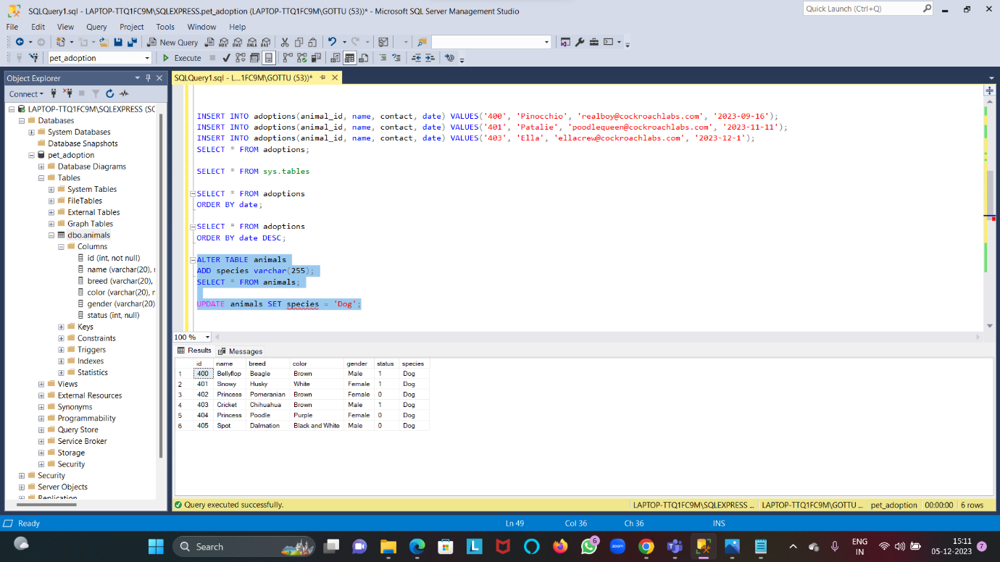 SQLQuery1.sql - LAPTOP-TTQ1FC9M\SQLEXPRESS.pet_adoption (LAPTOP-TTQ1FC9M\GOTTU (53))* - Microsoft SQL Server Management Studio
Quick Launch (Ctrl+Q)
File Edit View Query Project Tools Window Help
New Query
pet_adoption
Execute
Object Explorer
Connect
LAPTOP-TTQ1FC9M\SQLEXPRESS (SQ
Databases
System Databases
Database Snapshots
pet_adoption
Database Diagrams
Tables
System Tables
FileTables
External Tables
Graph Tables
dbo.animals
Columns
id (int, not null)
name (varchar(20), 
breed (varchar(20),
color (varchar(20), 
gender (varchar(20)
status (int, null)
Keys
Constraints
Triggers
Indexes
Statistics
Views
External Resources
Synonyms
Programmability
Query Store
Service Broker
Storage
Security
Security
Server Objects
Replication
SQLQuery1.sql - L...1FC9M\GOTTU (53))*
INSERT INTO adoptions(animal_id, name, contact, date) VALUES('400', 'Pinocchio', 'realboy@cockroachlabs.com', '2023-09-16');
INSERT INTO adoptions(animal_id, name, contact, date) VALUES('401', 'Patalie', 'poodlequeen@cockroachlabs.com', '2023-11-11');
INSERT INTO adoptions(animal_id, name, contact, date) VALUES('403', 'Ella', 'ellacrew@cockroachlabs.com', '2023-12-1');
SELECT * FROM adoptions;
SELECT * FROM sys.tables
SELECT * FROM adoptions
ORDER BY date;
SELECT * FROM adoptions
ORDER BY date DESC;
ALTER TABLE animals
ADD species varchar(255);
SELECT * FROM animals;
UPDATE animals SET species = 'Dog';
100 %
Results Messages
id name breed color gender status species
1 400 Bellyflop Beagle Brown Male 1 Dog
2 401 Snowy Husky White Female 1 Dog
3 402 Princess Pomeranian Brown Female 0 Dog
4 403 Cricket Chihuahua Brown Male 1 Dog
5 404 Princess Poodle Purple Female 0 Dog
6 405 Spot Dalmation Black and White Male 0 Dog
Query executed successfully.
LAPTOP-TTQ1FC9M\SQLEXPRESS ... LAPTOP-TTQ1FC9M\GOTTU ... pet_adoption 00:00:00 6 rows
Ready Ln 49 Col 36 Ch 36 INS
Search
6
zoom
ENG
IN
15:11
05-12-2023
7